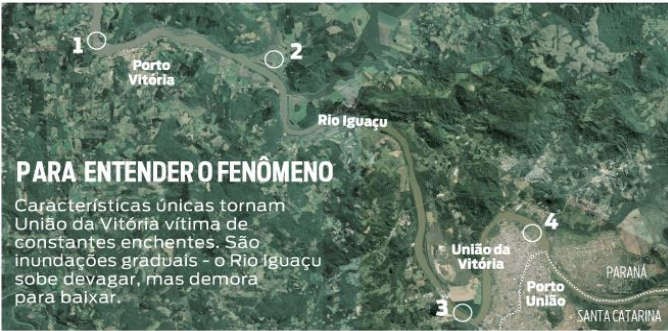 1
2
Porto
Vitória
Rio Iguaçu
PARA ENTENDER O FENÔMENO
Características únicas tornam
União da Vitória vítima de
constantes enchentes. São
inundações graduais - o Rio Iguaçu
sobe devagar, mas demora
para baixar.
4
União da
Vitória
PARANÁ
Porto
União
3
SANTA CATARINA